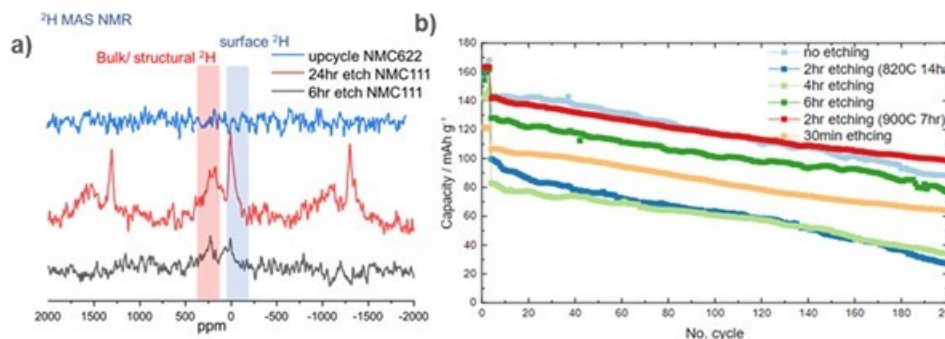 ²H MAS NMR
a)
Bulk/ structural ²H
surface ²H
upcycle NMC622
24hr etch NMC111
6hr etch NMC111
2000 1500 1000 500 0 -500 -1000 -1500 -2000
ppm
b)
180
160
140
120
100
80
60
40
20
0
Capacity / mAh g⁻¹
no etching
2hr etching (820C 14h
4hr etching
6hr etching
2hr etching (900C 7hr)
30min ethcing
0 20 40 60 80 100 120 140 160 180 20
No. cycle